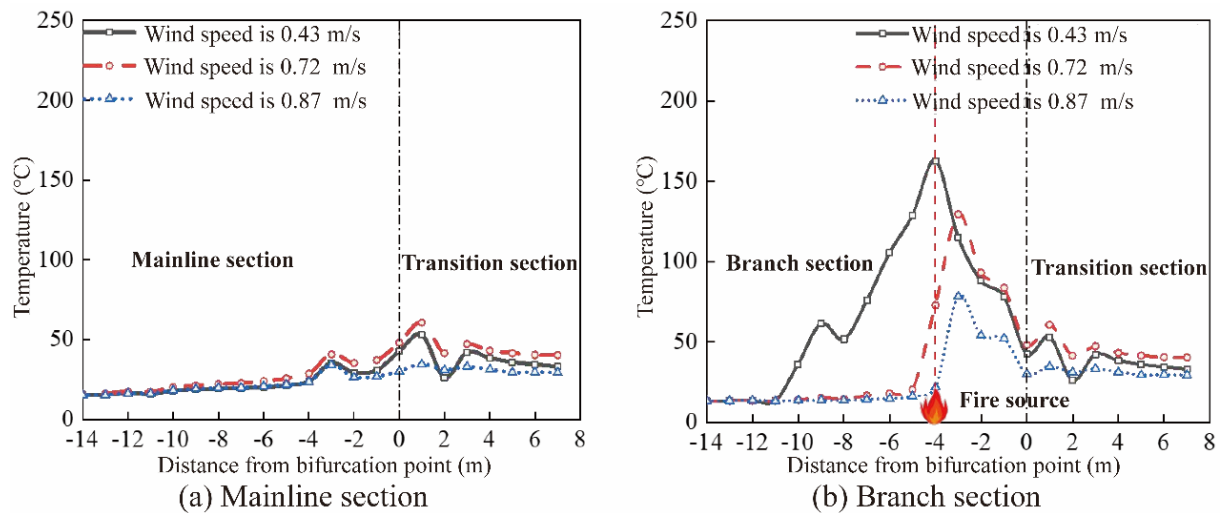 250
200
150
100
50
0
Temperature (°C)
Wind speed is 0.43 m/s
Wind speed is 0.72 m/s
Wind speed is 0.87 m/s
Mainline section
Transition section
-14 -12 -10 -8 -6 -4 -2 0 2 4 6 8
Distance from bifurcation point (m)
(a) Mainline section
250
200
150
100
50
0
Temperature (°C)
Wind speed is 0.43 m/s
Wind speed is 0.72 m/s
Wind speed is 0.87 m/s
Branch section
Transition section
Fire source
-14 -12 -10 -8 -6 -4 -2 0 2 4 6 8
Distance from bifurcation point (m)
(b) Branch section